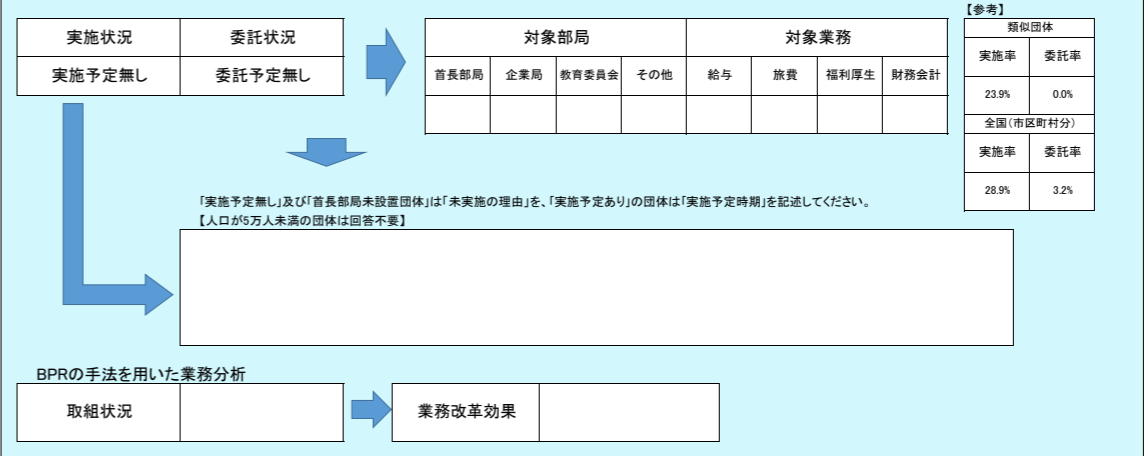 【参考】
実施状況 委託状況
実施予定無し 委託予定無し
対象部局 対象業務
首長部局 企業局 教育委員会 その他 給与 旅費 福利厚生 財務会計
類似団体
実施率 委託率
23.9% 0.0%
全国(市区町村分)
実施率 委託率
28.9% 3.2%
「実施予定無し」及び「首長部局未設置団体」は「未実施の理由」を、「実施予定あり」の団体は「実施予定時期」を記述してください。
【人口が5万人未満の団体は回答不要】
BPRの手法を用いた業務分析
取組状況
業務改革効果